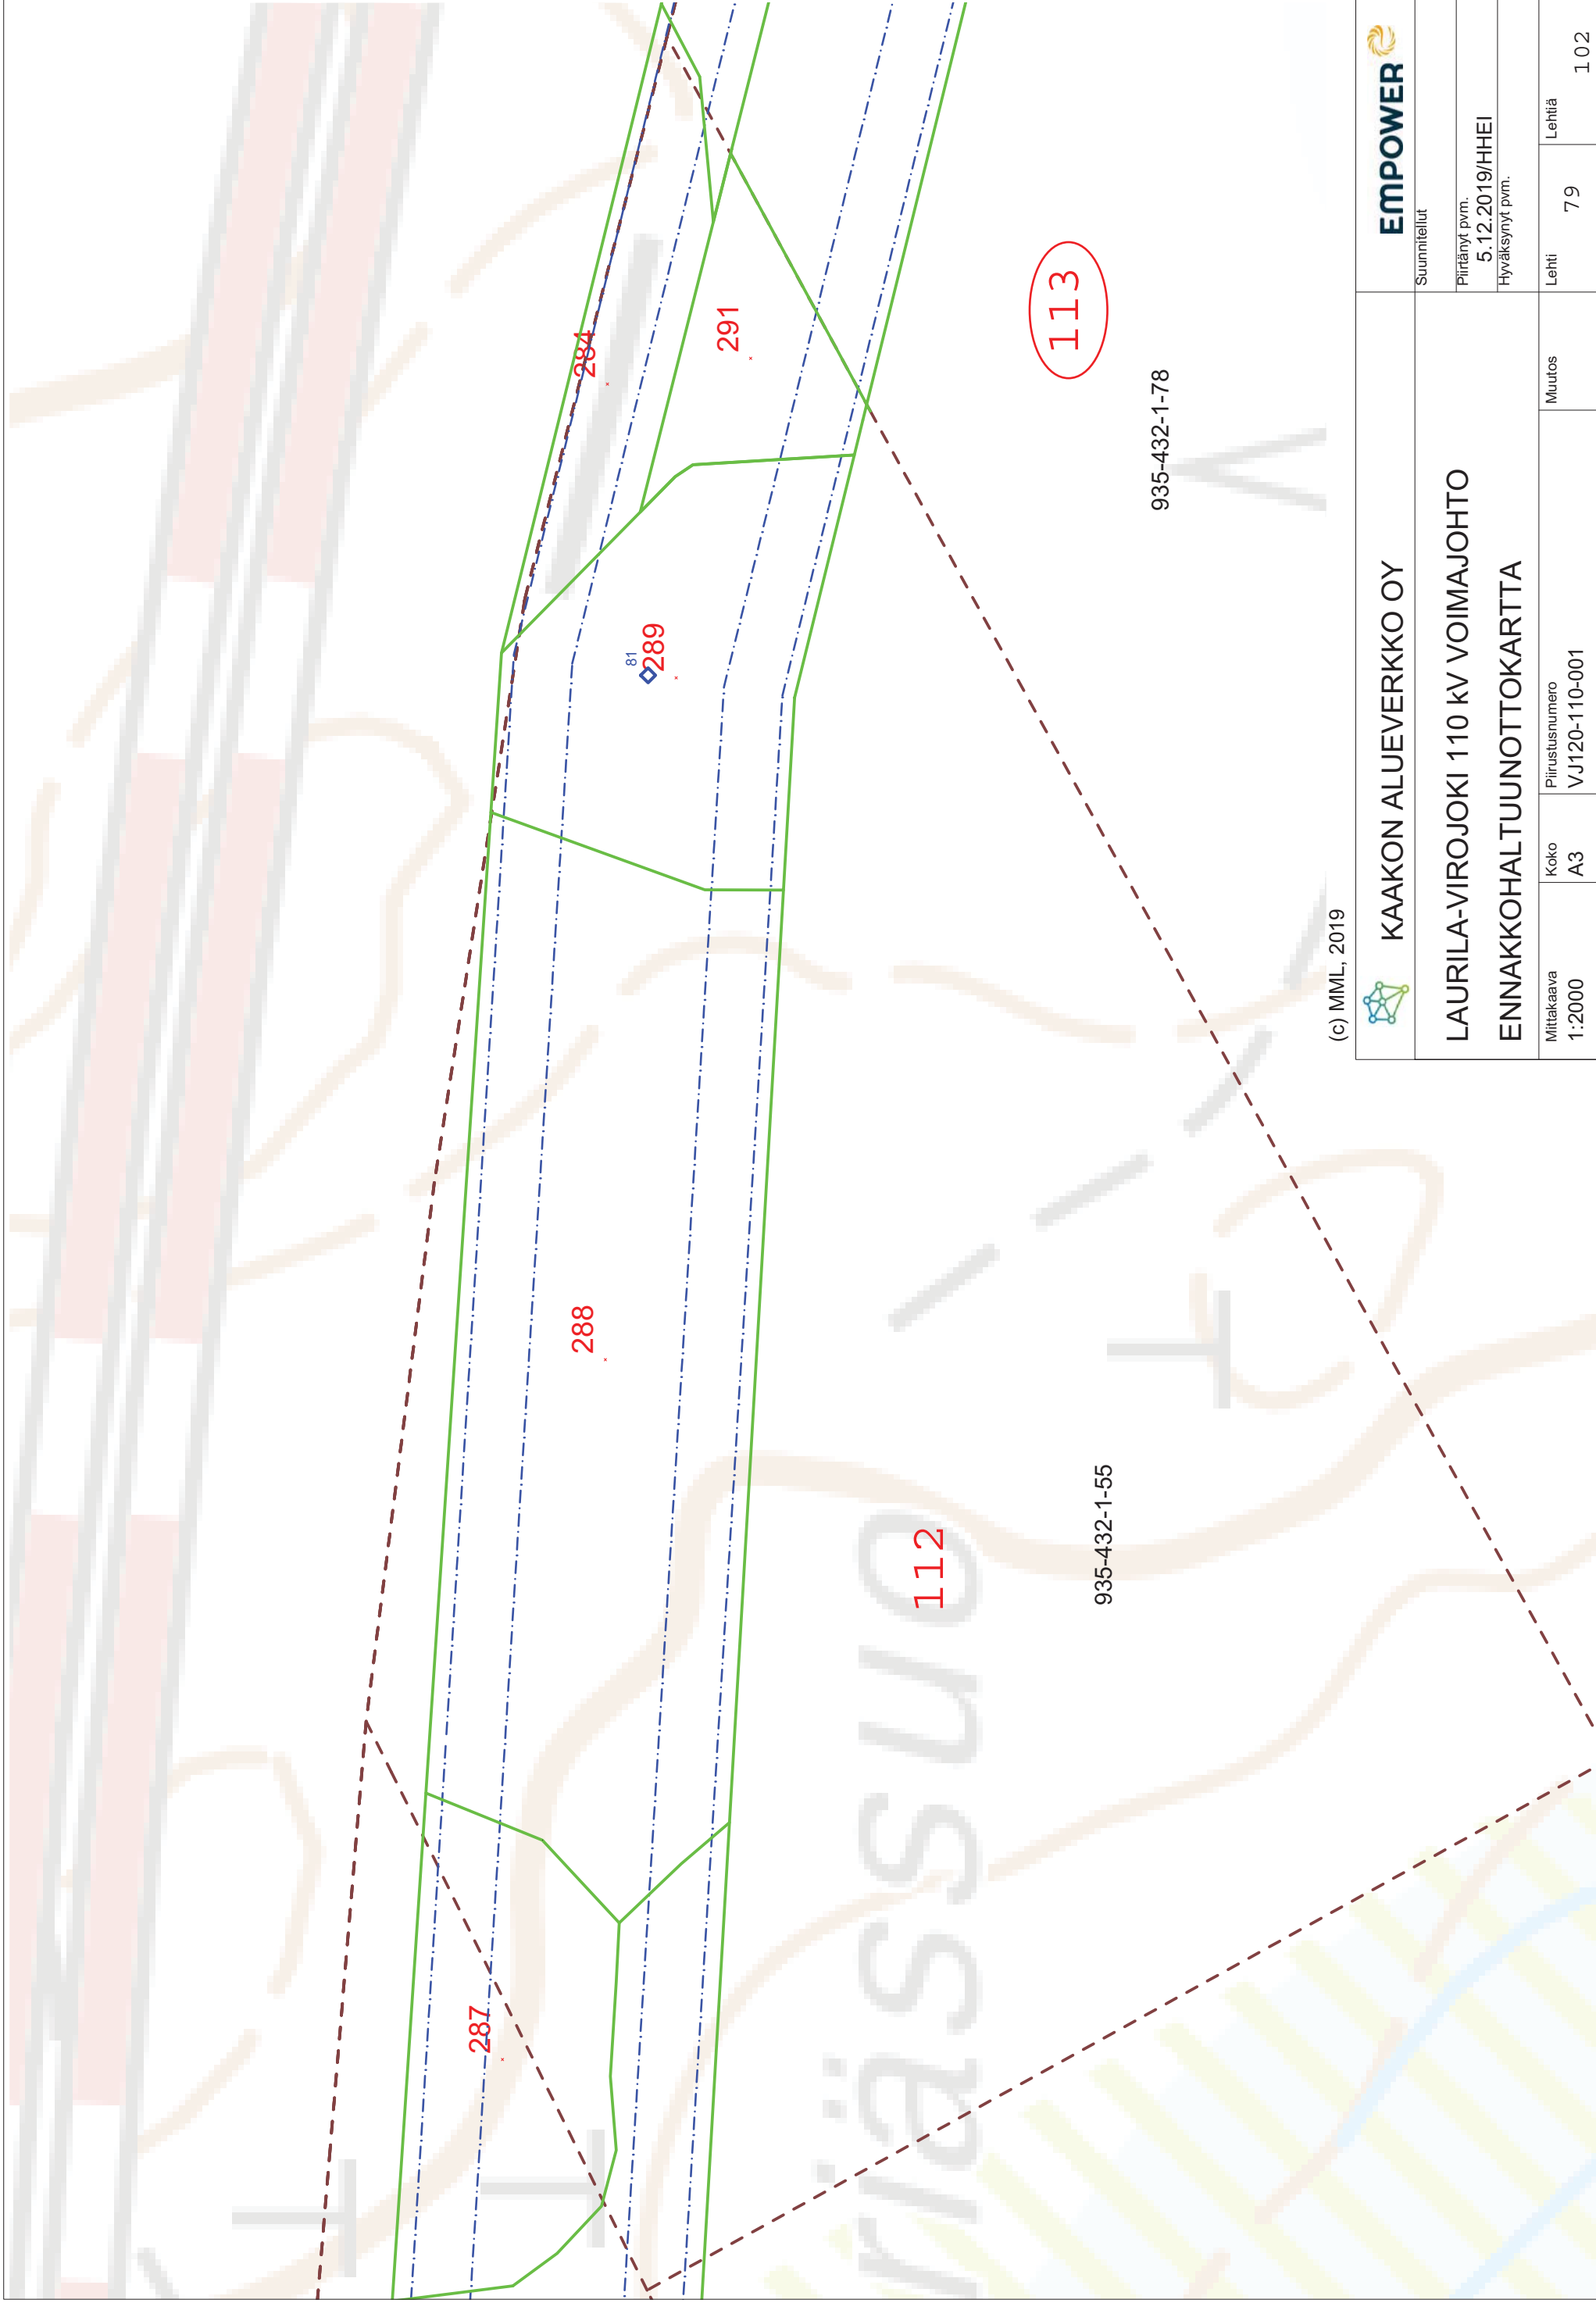 284
291
81
289
288
287
113
935-432-1-78
112
935-432-1-55
riässuo
(c) MML, 2019
KAAKON ALUEVERKKO OY
EMPOWER
Suunnitellut
LAURILA-VIROJOKI 110 kV VOIMAJOHTO
Piirtänyt pvm.
5.12.2019/HHEI
ENNAKKOHALTUUNOTTOKARTTA
Hyväksynyt pvm.
Mittakaava
1:2000
Koko
A3
Piirustusnumero
VJ120-110-001
Muutos
Lehti
79
Lehtiä
102